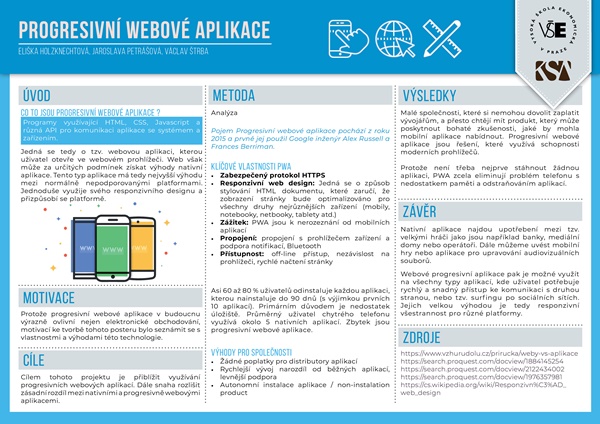 PROGRESIVNÍ WEBOVÉ APLIKACE
ELIŠKA HOLZKNECHTOVÁ, JAROSLAVA PETRÁŠOVÁ, VÁCLAV ŠTRBA
VYSOKÁ ŠKOLA EKONOMICKÁ V PRAZE
VŠE
KSA
ÚVOD
CO TO JSOU PROGRESIVNÍ WEBOVÉ APLIKACE ?
Programy využívající HTML, CSS, Javascript a
různá API pro komunikaci aplikace se systémem a
zařízením.
Jedná se tedy o tzv. webovou aplikaci, kterou
uživatel otevře ve webovém prohlížeči. Web však
může za určitých podmínek získat výhody nativní
aplikace. Tento typ aplikace má tedy nejvyšší výhodu
mezi normálně nepodporovanými platformami.
Jednoduše využije svého responzivního designu a
přizpůsobí se platformě.
www
www
www
MOTIVACE
Protože progresivní webové aplikace v budoucnu
výrazně ovlivní nejen elektronické obchodování,
motivací ke tvorbě tohoto posteru bylo seznámit se s
vlastnostmi a výhodami této technologie.
CÍLE
Cílem tohoto projektu je přiblížit využívání
progresivních webových aplikací. Dále snaha rozlišit
zásadní rozdíl mezi nativními a progresivně webovými
aplikacemi.
METODA
Analýza
Pojem Progresivní webové aplikace pochází z roku
2015 a prvně jej použil Google inženýr Alex Russell a
Frances Berriman.
KLÍČOVÉ VLASTNOSTI PWA
• Zabezpečený protokol HTTPS
• Responzivní web design: Jedná se o způsob
stylování HTML dokumentu, které zaručí, že
zobrazení stránky bude optimalizováno pro
všechny druhy nejrůznějších zařízení (mobily,
notebooky, netbooky, tablety atd.)
• Zážitek: PWA jsou k nerozeznání od mobilních
aplikací
• Propojení: propojení s prohlížečem zařízení a
podpora notifikací, Bluetooth
• Přístupnost: off-line přístup, nezávislost na
prohlížeči, rychlé načtení stránky
Asi 60 až 80 % uživatelů odinstaluje každou aplikaci,
kterou nainstaluje do 90 dnů (s výjimkou prvních
10 aplikací). Primárním důvodem je nedostatek
úložiště. Průměrný uživatel chytrého telefonu
využívá okolo 5 nativních aplikací. Zbytek jsou
progresivní webové aplikace.
VÝHODY PRO SPOLEČNOSTI
• Žádné poplatky pro distributory aplikací
• Rychlejší vývoj narozdíl od běžných aplikací,
levnější podpora
• Autonomní instalace aplikace / non-instalation
product
VÝSLEDKY
Malé společnosti, které si nemohou dovolit zaplatit
vývojářům, a přesto chtějí mít produkt, který může
poskytnout bohaté zkušenosti, jaké by mohla
mobilní aplikace nabídnout. Progresivní webové
aplikace jsou řešení, které využívá schopnosti
moderních prohlížečů.
Protože není třeba nejprve stáhnout žádnou
aplikaci, PWA zcela eliminují problém telefonu s
nedostatkem paměti a odstraňováním aplikací.
ZÁVĚR
Nativní aplikace najdou upotřebení mezi tzv.
velkými hráči jako jsou například banky, mediální
domy nebo operátoři. Dále můžeme uvést mobilní
hry nebo aplikace pro upravování audiovizuálních
souborů.
Webové progresivní aplikace pak je možné využít
na všechny typy aplikací, kde uživatel potřebuje
rychlý a snadný přístup ke komunikaci s druhou
stranou, nebo tzv. surfingu po sociálních sítích.
Jejich velkou výhodou je tedy responzivní
všestrannost pro různé platformy.
ZDROJE
https://www.vzhurudolu.cz/prirucka/weby-vs-aplikace
https://search.proquest.com/docview/1884145254
https://search.proquest.com/docview/2122434002
https://search.proquest.com/docview/1976357981
https://cs.wikipedia.org/wiki/Responzivn%C3%AD_
web_design